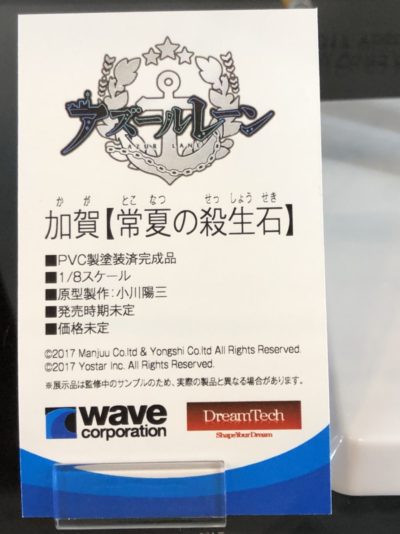 アズールレーン
AZUR LANE
か が とこ なつ せっ しょう せき
加賀【常夏の殺生石】
■PVC製塗装済完成品
■1/8スケール
■原型製作：小川陽三
■発売時期未定
■価格未定
©2017 Manjuu Co.ltd & Yongshi Co.ltd All Rights Reserved.
©2017 Yostar Inc. All Rights Reserved.
※展示品は監修中のサンプルのため、実際の製品と異なる場合があります。
wave
corporation
DreamTech
ShapeYourDream